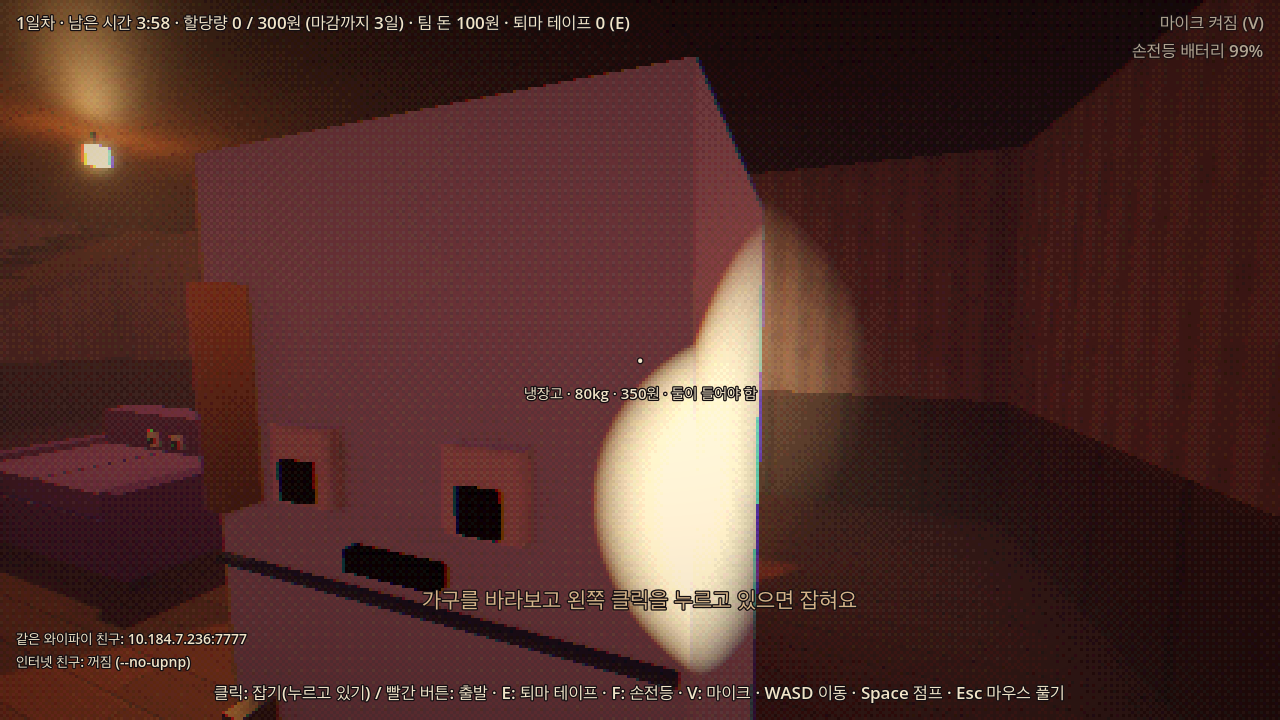 1일차 · 남은 시간 3:58 · 할당량 0 / 300원 (마감까지 3일) · 팀 돈 100원 · 퇴마 테이프 0 (E)
마이크 켜짐 (V)
손전등 배터리 99%
냉장고 · 80kg · 350원 · 둘이 들어야 함
가구를 바라보고 왼쪽 클릭을 누르고 있으면 잡혀요
같은 와이파이 친구: 10.184.7.236:7777
인터넷 친구: 꺼짐 (--no-upnp)
클릭: 잡기(누르고 있기) / 빨간 버튼: 출발 · E: 퇴마 테이프 · F: 손전등 · V: 마이크 · WASD 이동 · Space 점프 · Esc 마우스 풀기